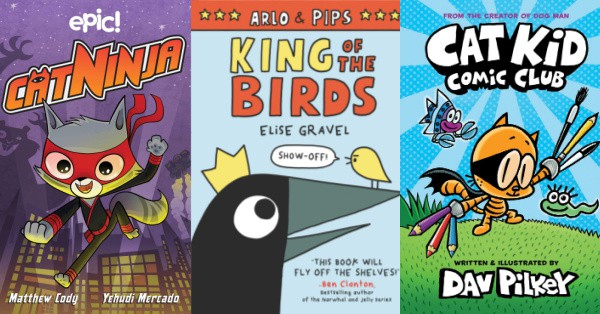 epic!
CAT NINJA
Matthew Cody Yehudi Mercado
ARLO & PIPS
KING OF THE
BIRDS
ELISE GRAVEL
SHOW-OFF!
"THIS BOOK WILL
FLY OFF THE SHELVES!"
-Ben Clanton,
bestselling author
of the Narwhal and Jelly series
FROM THE CREATOR OF DOG MAN
CAT KID
COMIC CLUB
WRITTEN & ILLUSTRATED BY
DAV PILKEY